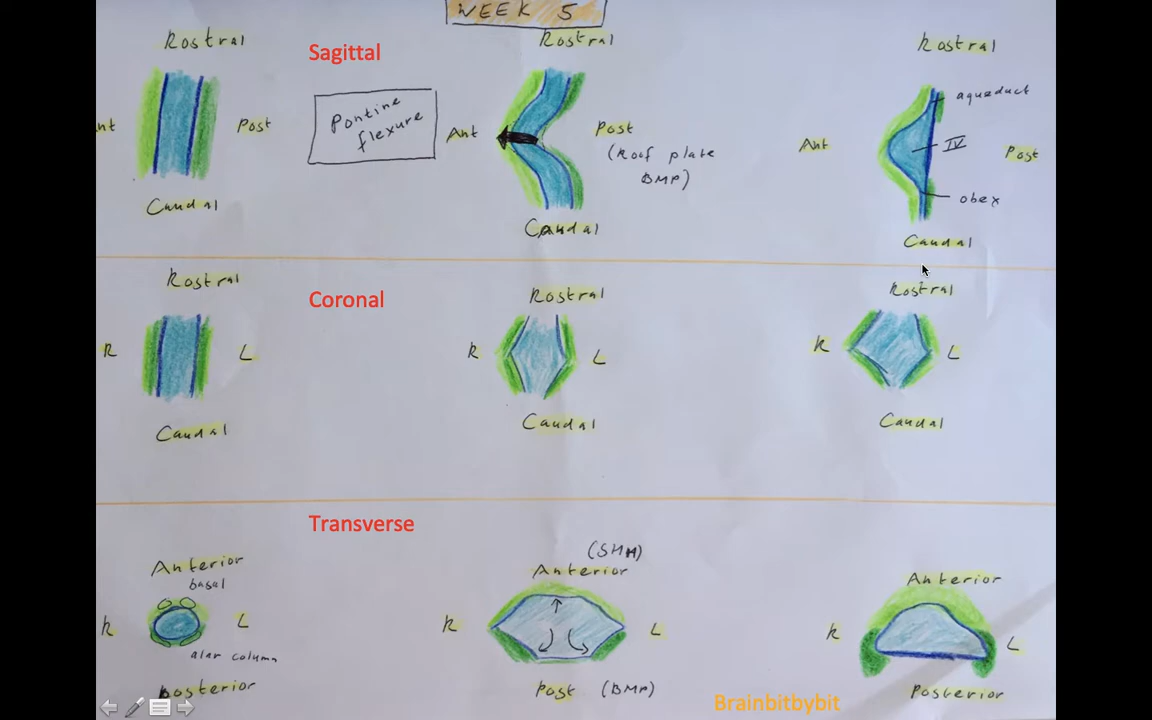 WEEK 5
Rostral
Sagittal
Rostral
Rostral
Pontine
flexure
aqueduct
nt
Post
Ant
Post
(Roof plate
BMP)
Ant
IV
Post
obex
Caudal
Caudal
Caudal
Rostral
Coronal
Rostral
Rostral
R
L
R
L
R
L
Caudal
Caudal
Caudal
Transverse
(SHH)
Anterior
basal
Anterior
Anterior
R
L
R
L
R
L
alar column
Posterior
Post (BMP)
Posterior
Brainbitbybit